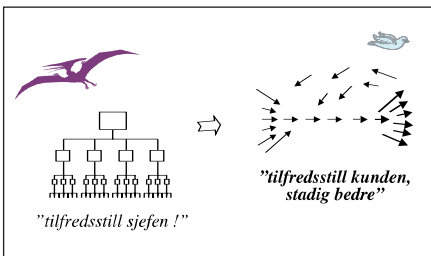 ”tilfredsstill sjefen !”
”tilfredsstill kunden,
stadig bedre”